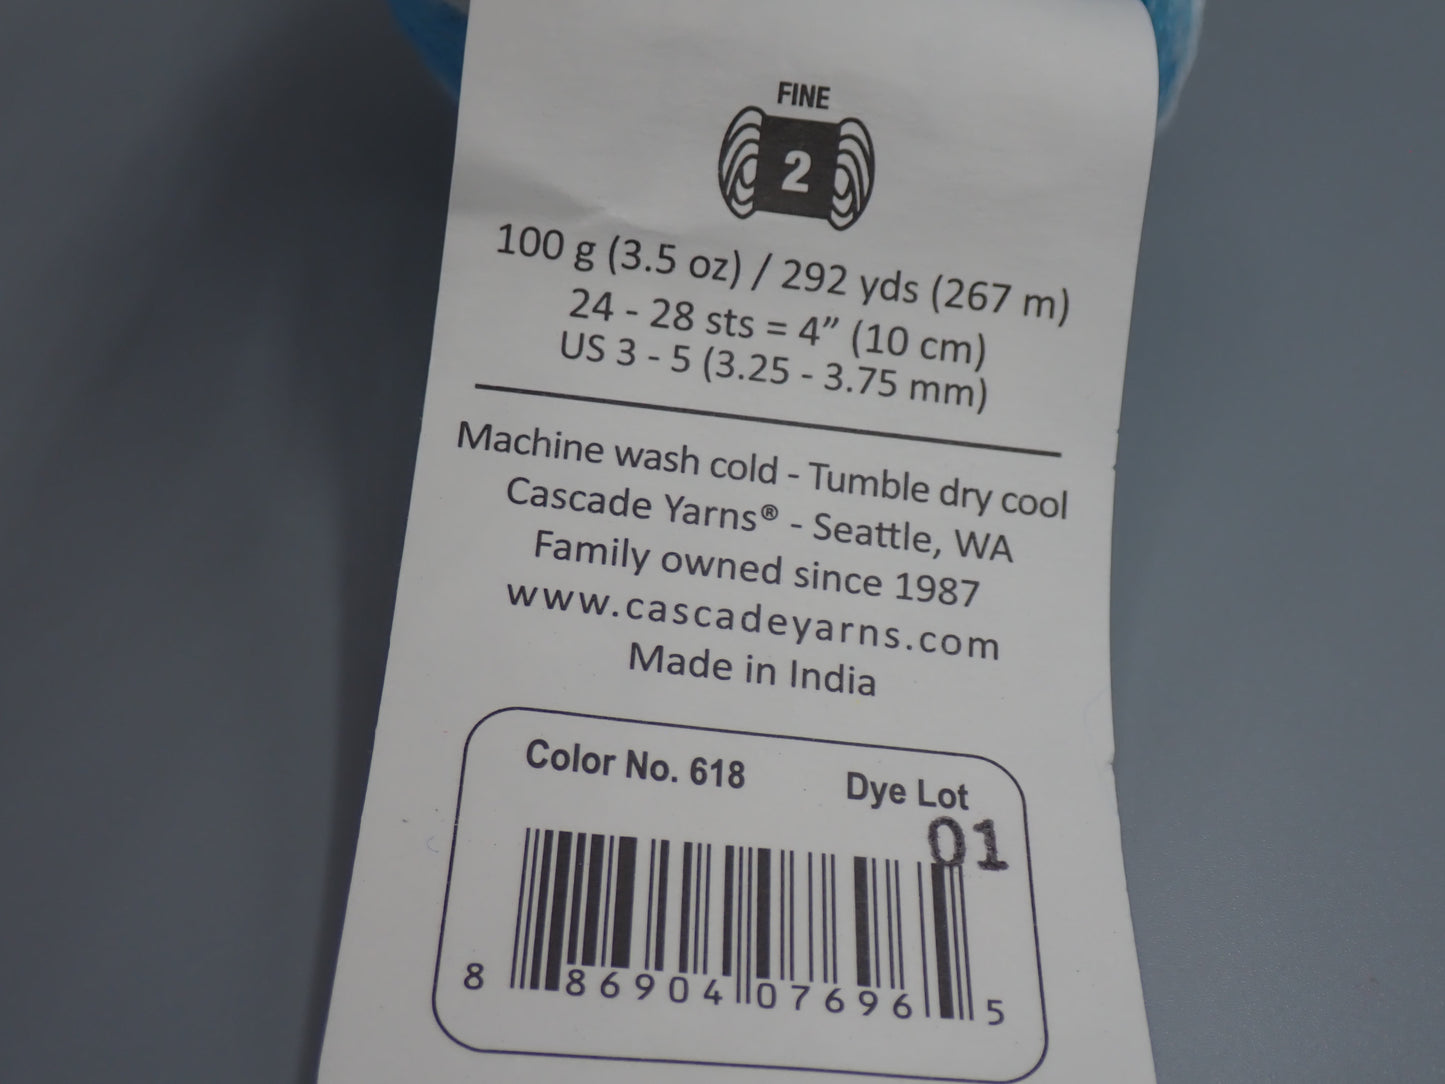 FINE
2
100 g (3.5 oz) / 292 yds (267 m)
24 - 28 sts = 4” (10 cm)
US 3 - 5 (3.25 - 3.75 mm)
Machine wash cold - Tumble dry cool
Cascade Yarns® - Seattle, WA
Family owned since 1987
www.cascadeyarns.com
Made in India
Color No. 618 Dye Lot
01
8 86904 07696 5